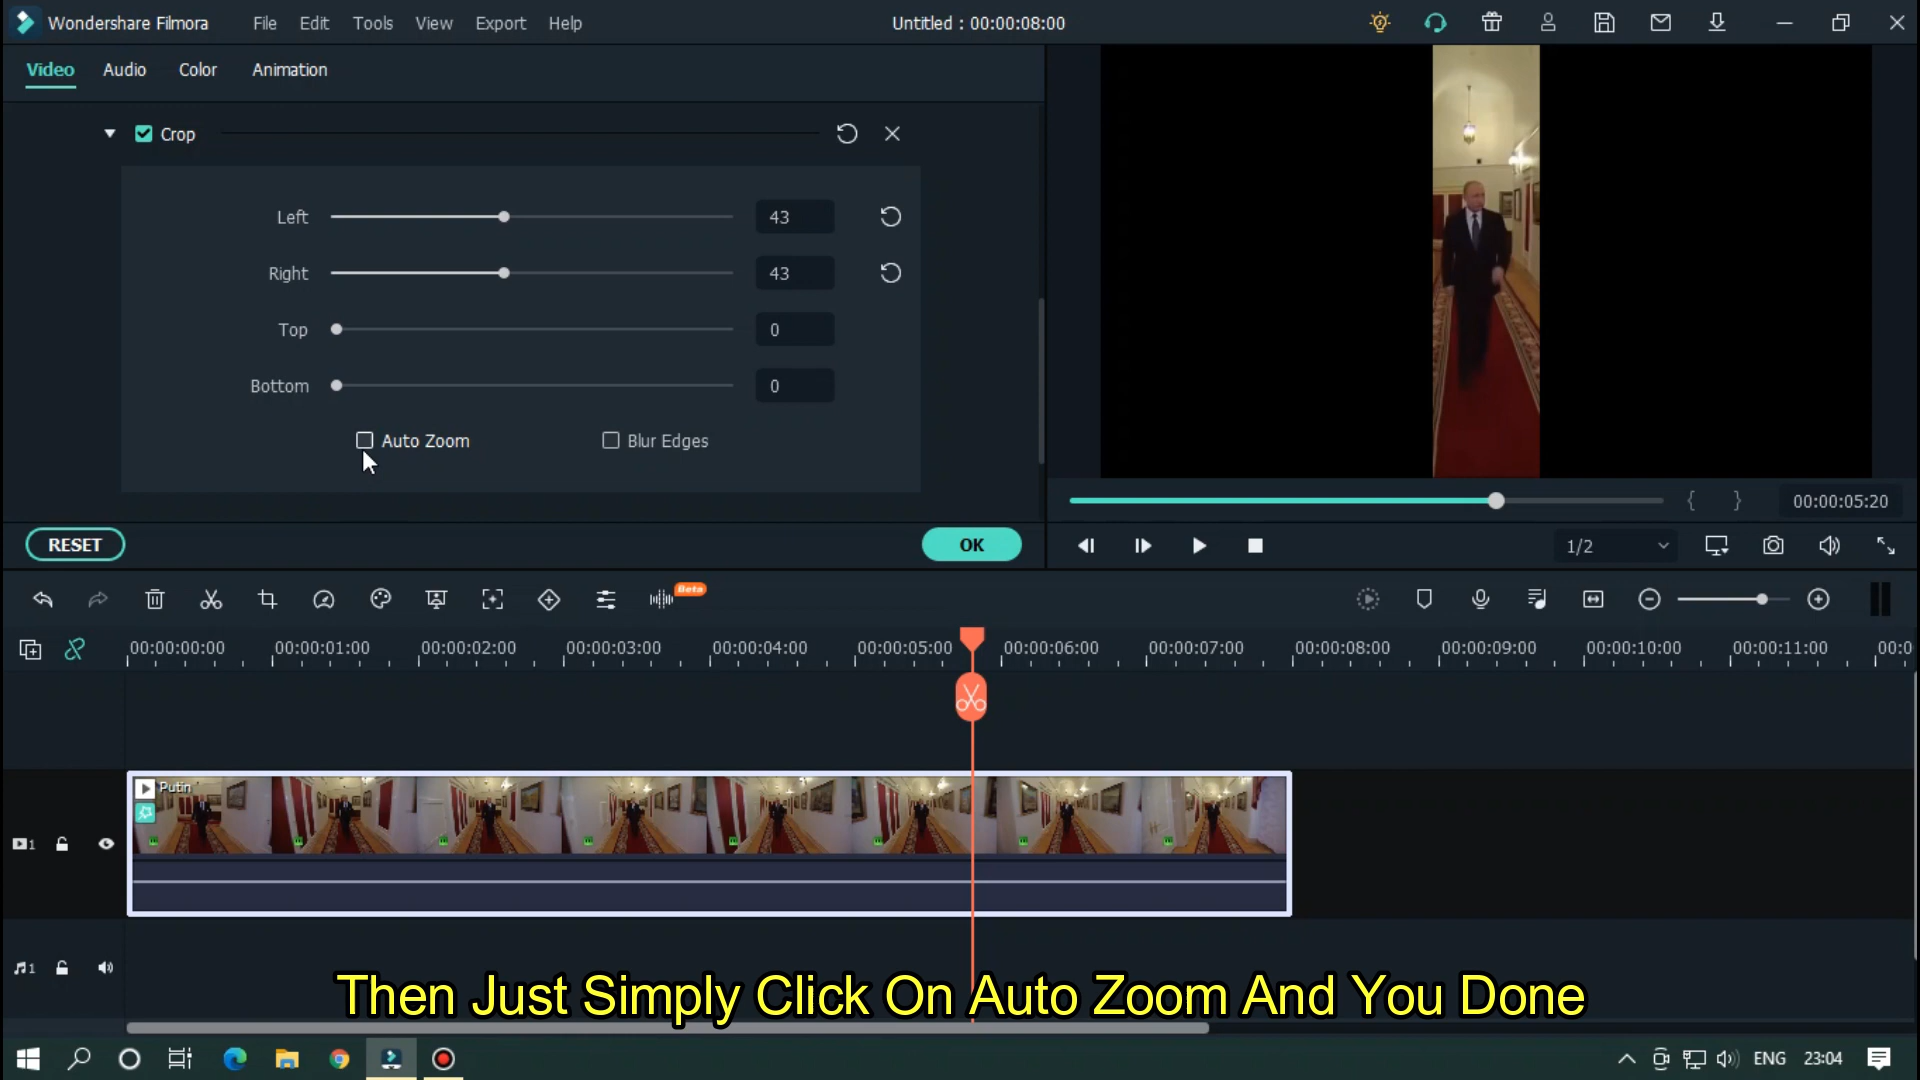 Wondershare Filmora File Edit Tools View Export Help Untitled : 00:00:08:00
Video Audio Color Animation
Crop
Left 43
Right 43
Top 0
Bottom 0
Auto Zoom Blur Edges
00:00:05:20
RESET OK
1/2
Beta
00:00:00:00 00:00:01:00 00:00:02:00 00:00:03:00 00:00:04:00 00:00:05:00 00:00:06:00 00:00:07:00 00:00:08:00 00:00:09:00 00:00:10:00 00:00:11:00 00:0
Putin
1
1
Then Just Simply Click On Auto Zoom And You Done
ENG 23:04